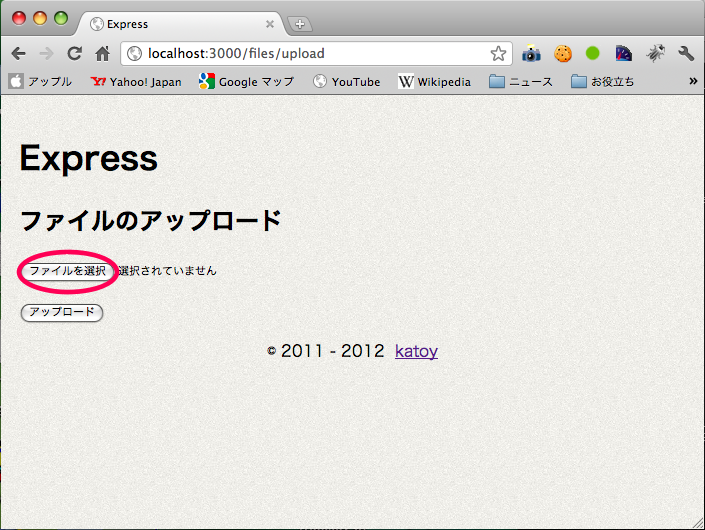 Express
localhost:3000/files/upload
アップル Yahoo! Japan Google マップ YouTube Wikipedia ニュース お役立ち »
Express
ファイルのアップロード
ファイルを選択 選択されていません
アップロード
© 2011 - 2012 katoy